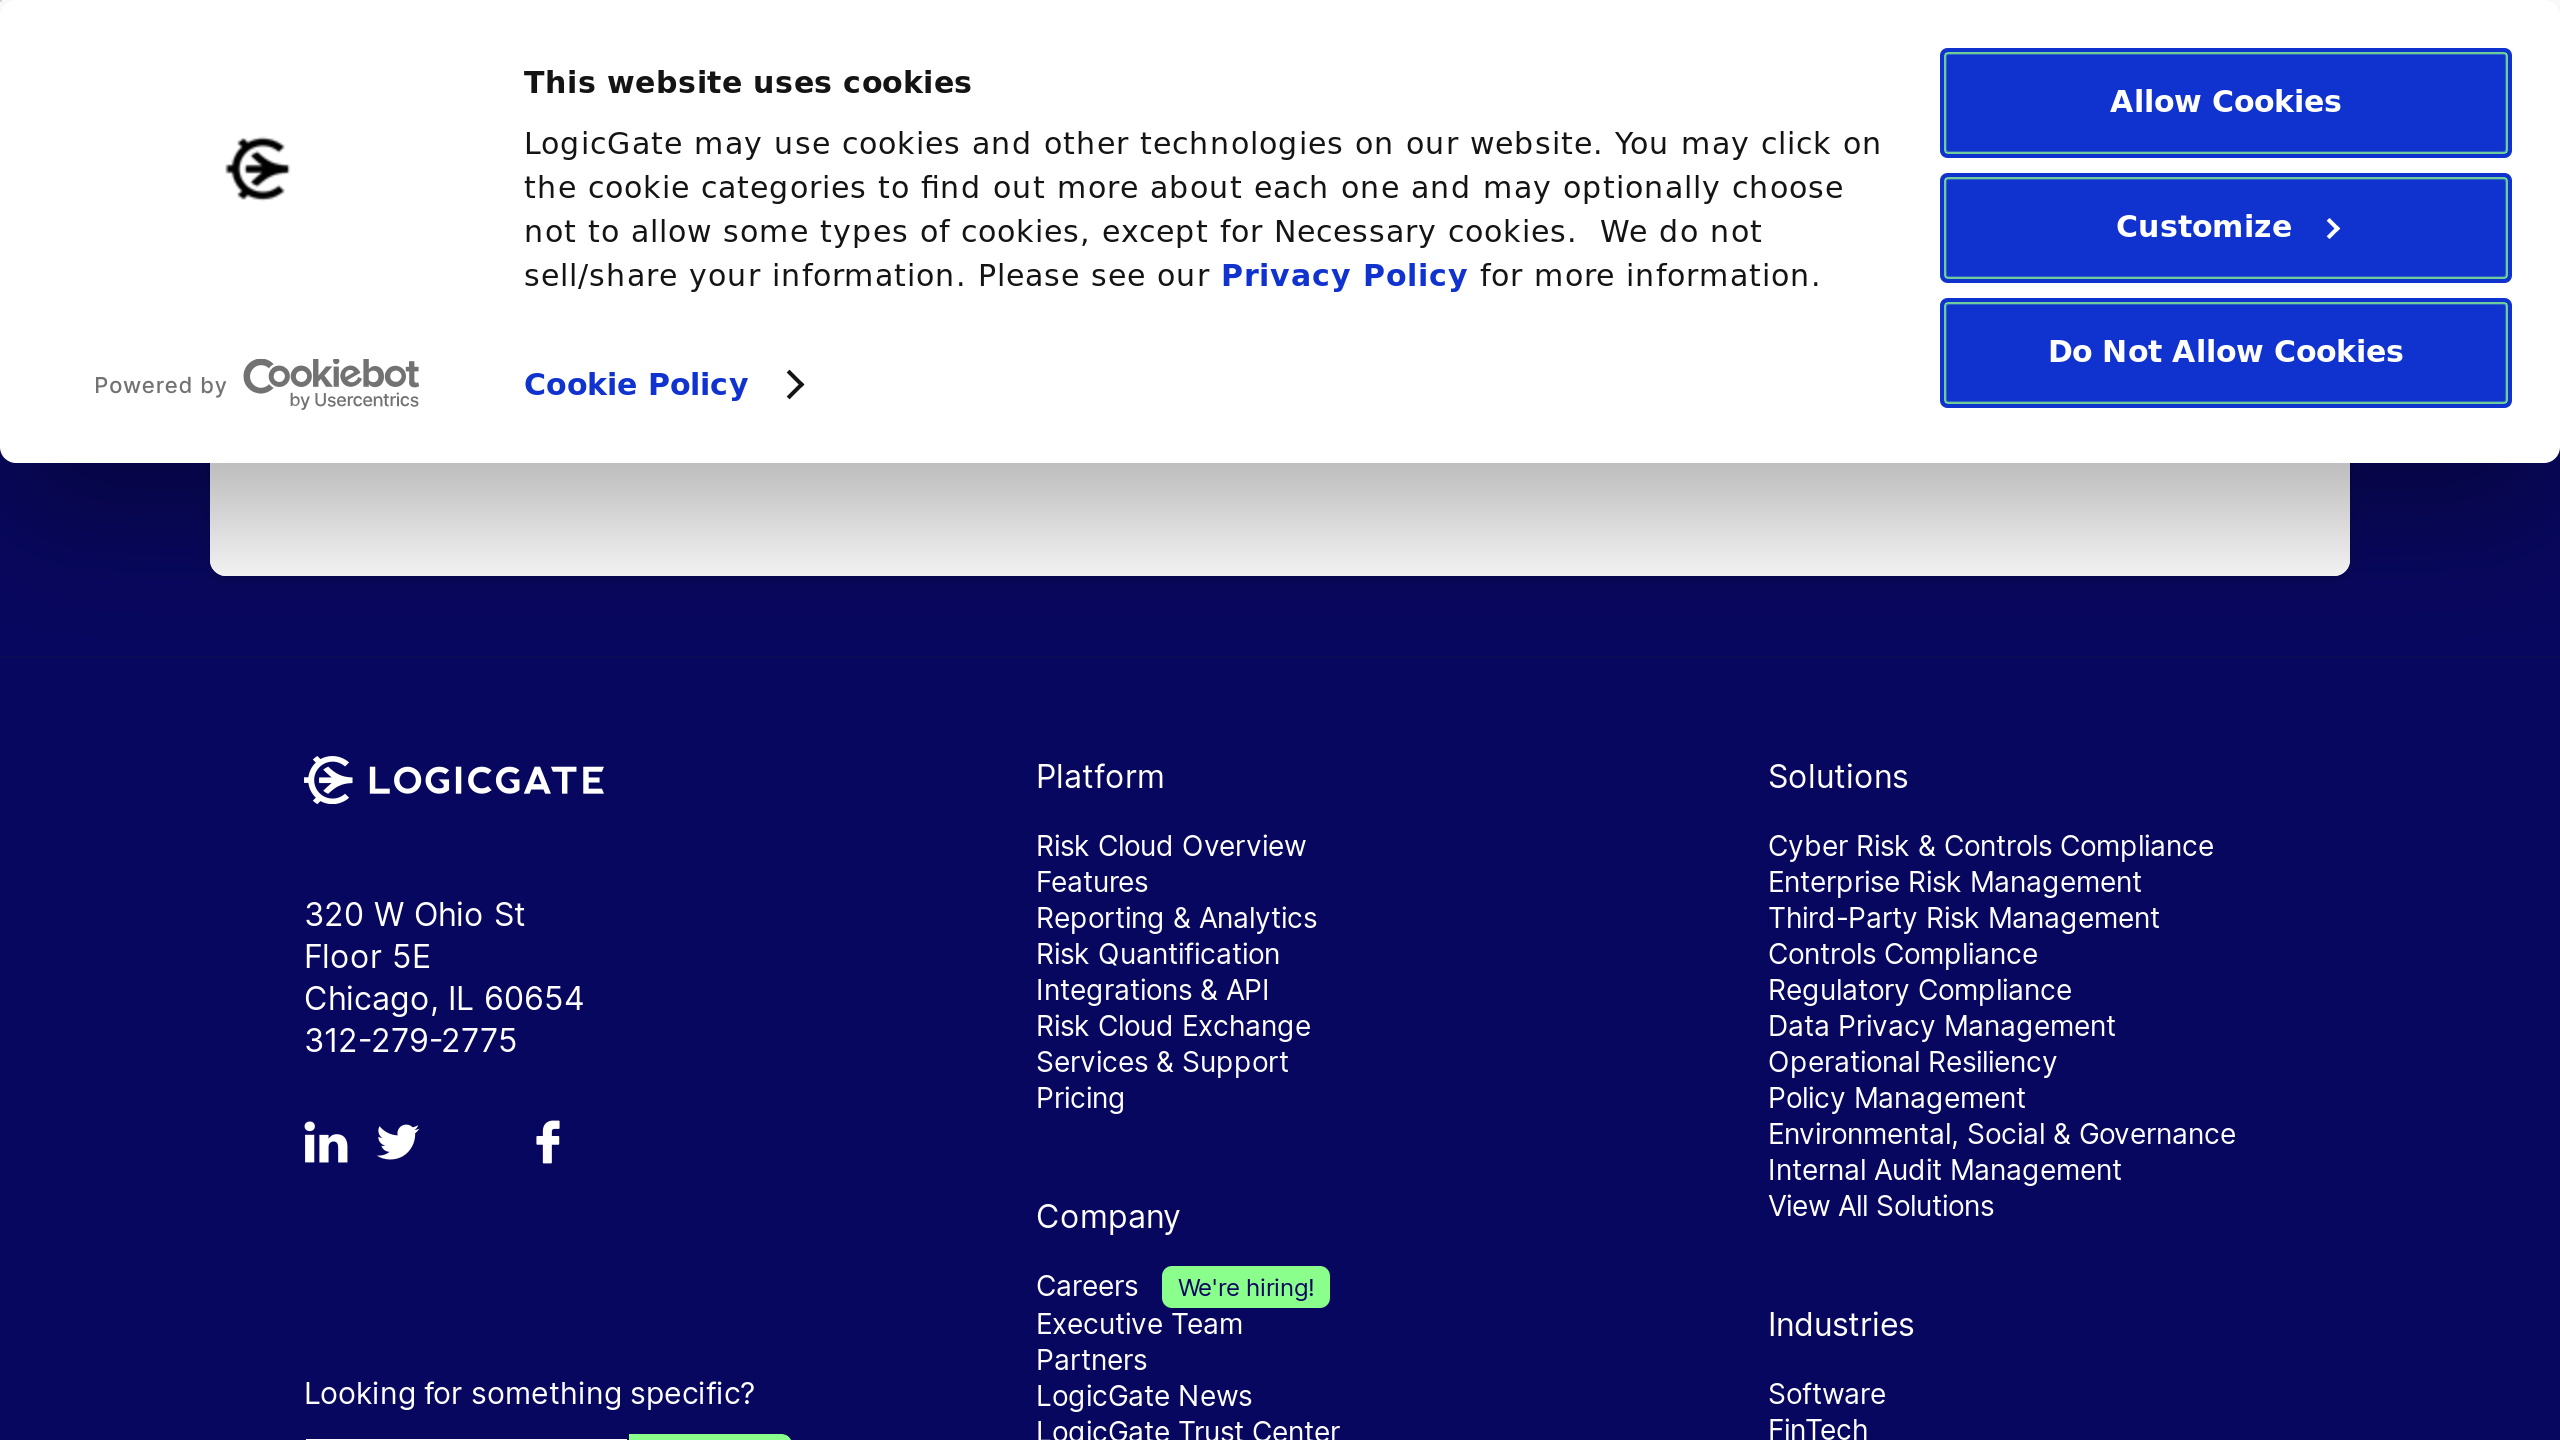 This website uses cookies
LogicGate may use cookies and other technologies on our website. You may click on
the cookie categories to find out more about each one and may optionally choose
not to allow some types of cookies, except for Necessary cookies.  We do not
sell/share your information. Please see our Privacy Policy for more information.
Cookie Policy
Powered by Cookiebot
by Usercentrics
Allow Cookies
Customize
Do Not Allow Cookies
LOGICGATE
320 W Ohio St
Floor 5E
Chicago, IL 60654
312-279-2775
Looking for something specific?
Platform
Risk Cloud Overview
Features
Reporting & Analytics
Risk Quantification
Integrations & API
Risk Cloud Exchange
Services & Support
Pricing
Company
Careers We're hiring!
Executive Team
Partners
LogicGate News
LogicGate Trust Center
Solutions
Cyber Risk & Controls Compliance
Enterprise Risk Management
Third-Party Risk Management
Controls Compliance
Regulatory Compliance
Data Privacy Management
Operational Resiliency
Policy Management
Environmental, Social & Governance
Internal Audit Management
View All Solutions
Industries
Software
FinTech